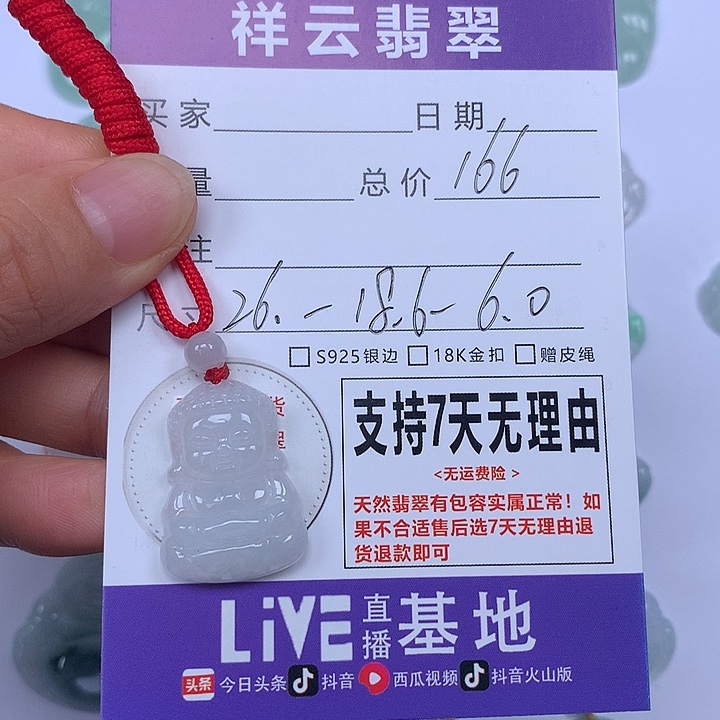 祥云翡翠
买家 日期
量 总价 166
注
尺寸 26. - 18.6 - 6.0
S925银边 18K金扣 赠皮绳
货
支持7天无理由
<无运费险>
天然翡翠有包容实属正常！如
果不合适售后选7天无理由退
货退款即可
LiVE 直播 基地
头条 今日头条 抖音 西瓜视频 抖音火山版